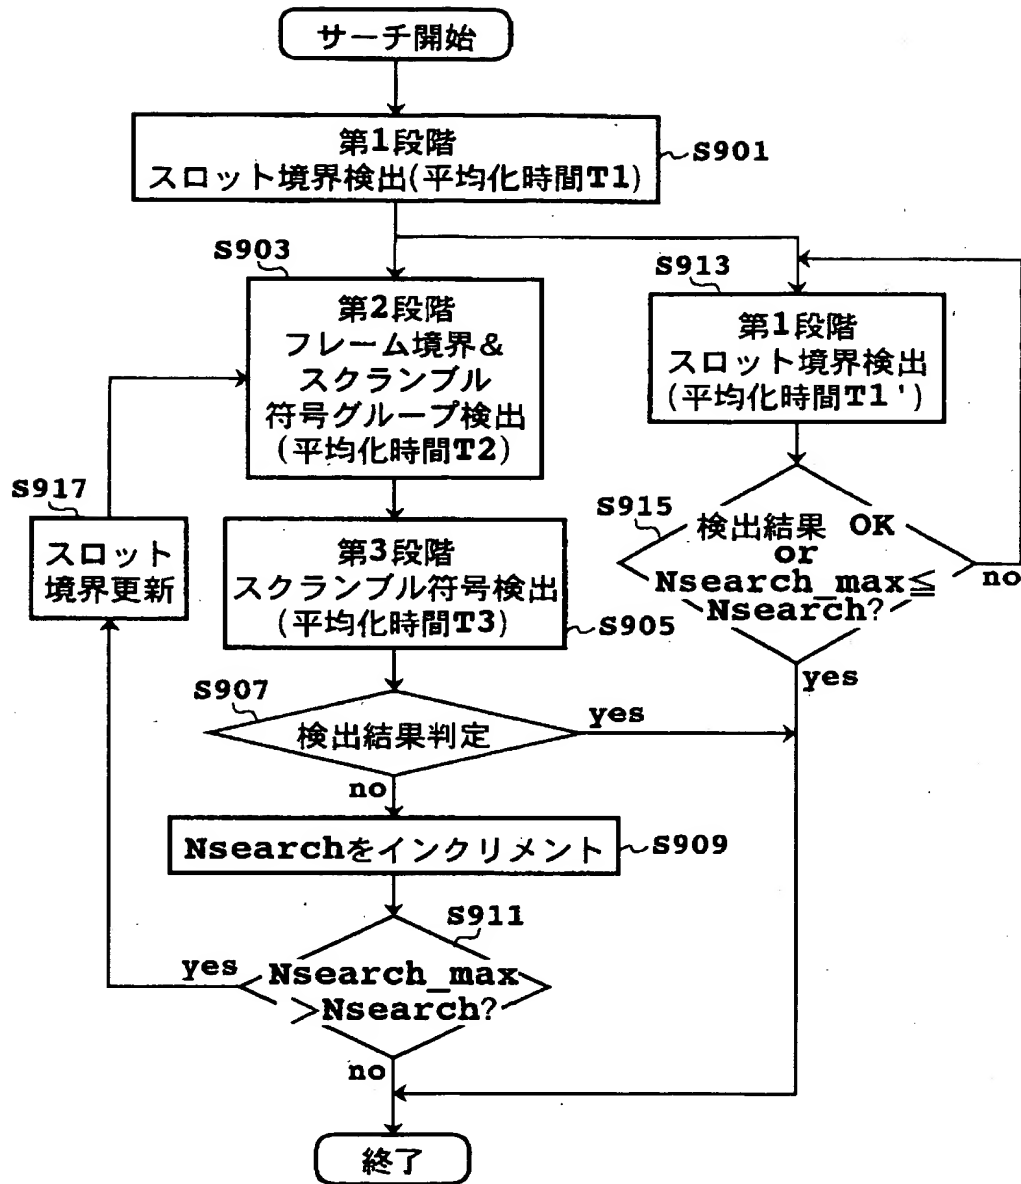 サーチ開始
第1段階
スロット境界検出(平均化時間T1)
S901
S903
第2段階
フレーム境界&
スクランブル
符号グループ検出
(平均化時間T2)
S913
第1段階
スロット境界検出
(平均化時間T1')
S917
スロット
境界更新
第3段階
スクランブル符号検出
(平均化時間T3)
S905
S915
検出結果 OK
or
Nsearch_max≦
Nsearch?
no
yes
S907
検出結果判定
yes
no
Nsearchをインクリメント
S909
S911
Nsearch_max
>Nsearch?
yes
no
終了